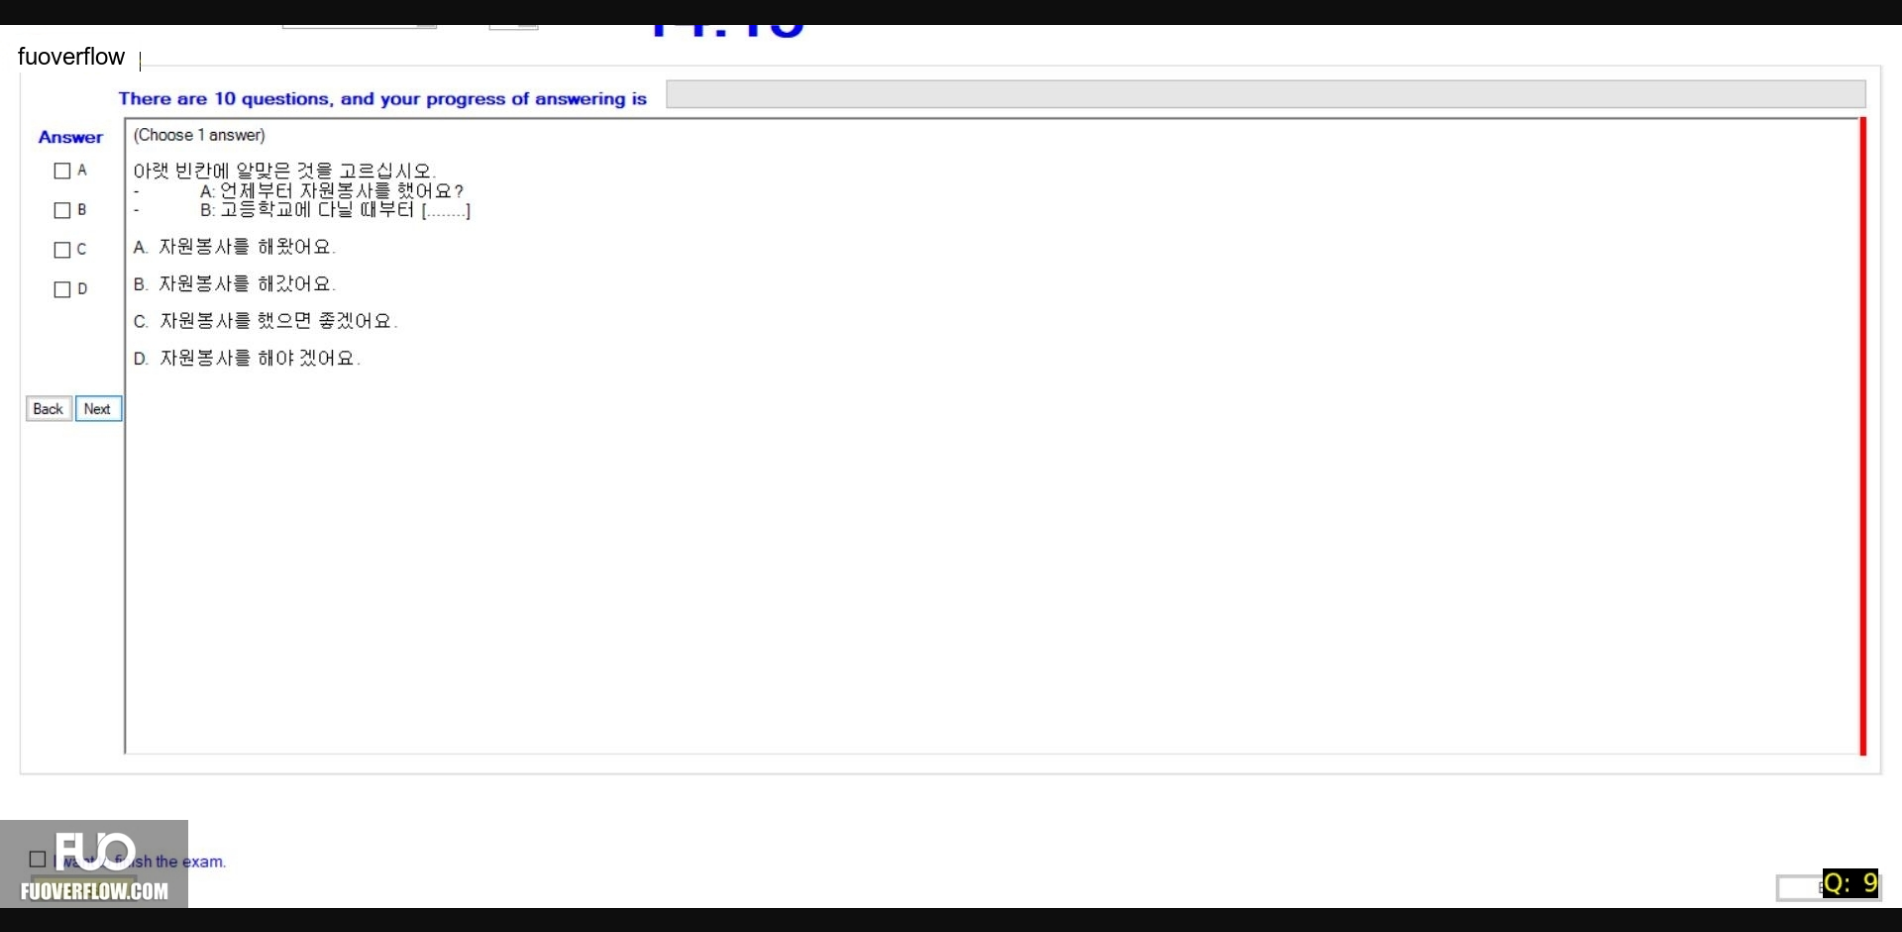 fuoverflow
There are 10 questions, and your progress of answering is
Answer
(Choose 1 answer)
A
B
C
D
아랫 빈칸에 알맞은 것을 고르십시오.
- A: 언제부터 자원봉사를 했어요?
- B: 고등학교에 다닐 때부터 [........]
A. 자원봉사를 해왔어요.
B. 자원봉사를 해갔어요.
C. 자원봉사를 했으면 좋겠어요.
D. 자원봉사를 해야 겠어요.
Back Next
FUO
finish the exam.
FUOVERFLOW.COM
Q: 9